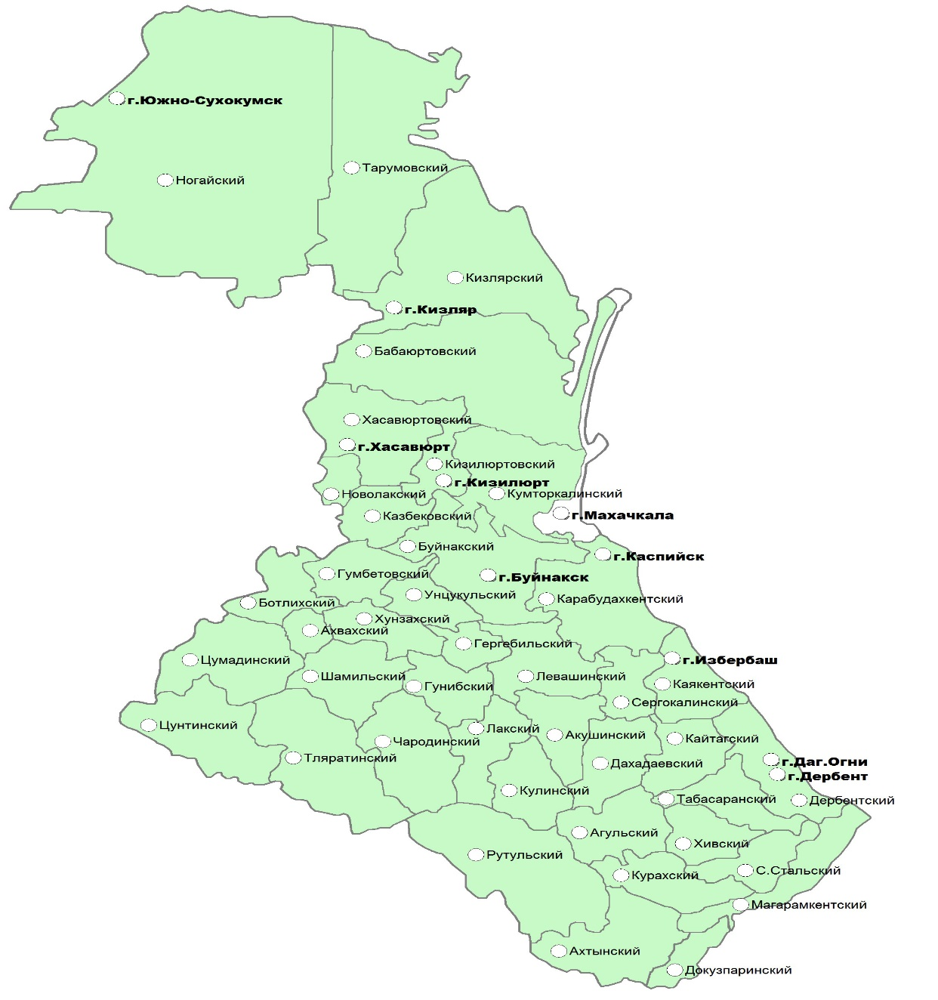 г.Южно-Сухокумск
Тарумовский
Ногайский
Кизлярский
г.Кизляр
Бабаюртовский
Хасавюртовский
г.Хасавюрт
Кизилюртовский
г.Кизилюрт
Новолакский
Кумторкалинский
г.Махачкала
Казбековский
Буйнакский
г.Каспийск
Гумбетовский
г.Буйнакск
Унцукульский
Карабудахкентский
Ботлихский
Хунзахский
Ахвахский
Гергебильский
Цумадинский
г.Избербаш
Шамильский
Левашинский
Гунибский
Каякентский
Сергокалинский
Цунтинский
Лакский
Акушинский
Кайтагский
Чародинский
Тляратинский
г.Даг.Огни
Дахадаевский
г.Дербент
Кулинский
Табасаранский
Дербентский
Агульский
Хивский
Рутульский
С.Стальский
Курахский
Магарамкентский
Ахтынский
Докузпаринский